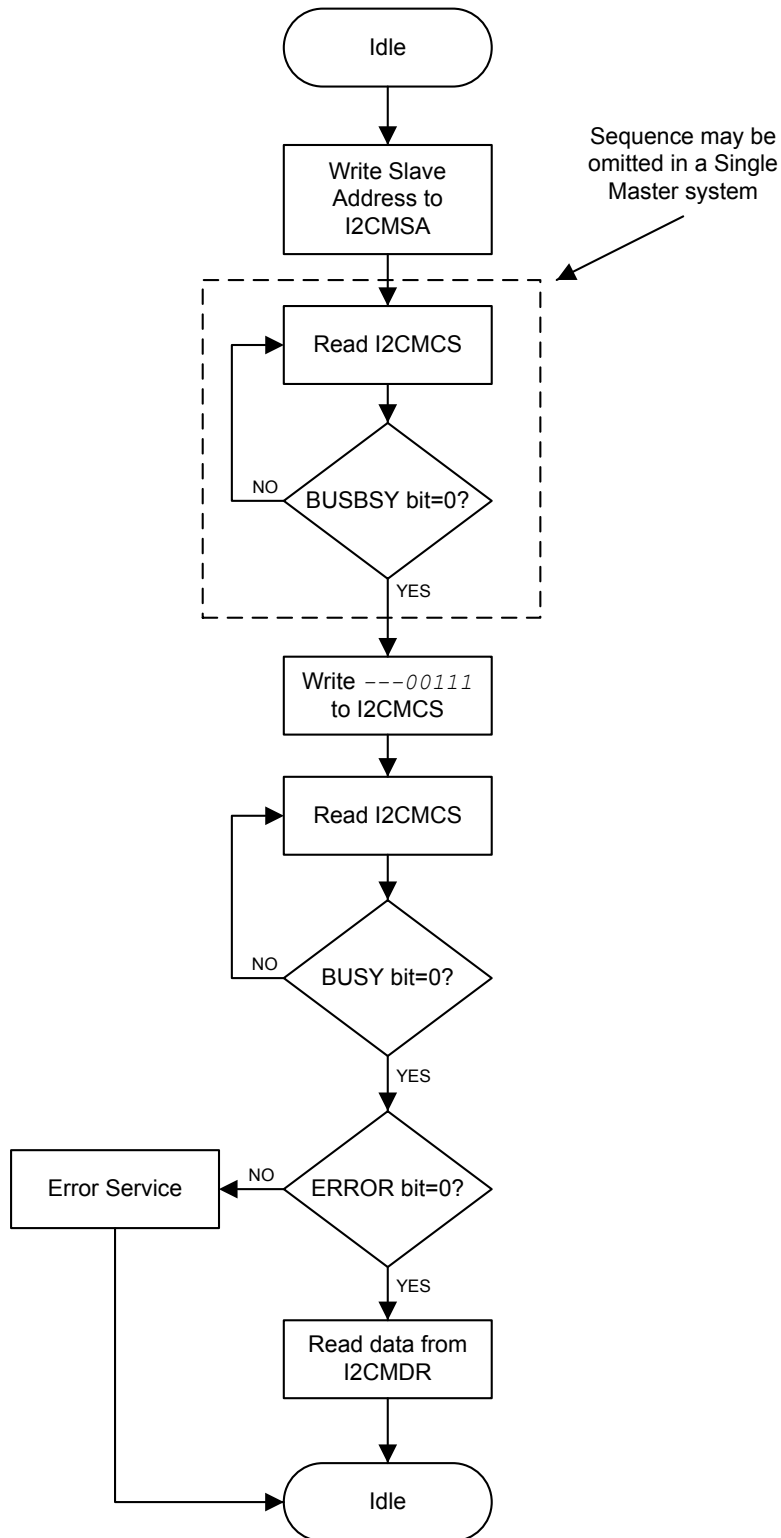 Idle
Sequence may be
omitted in a Single
Master system
Write Slave
Address to
I2CMSA
Read I2CMCS
NO
BUSBSY bit=0?
YES
Write ---00111
to I2CMCS
Read I2CMCS
NO
BUSY bit=0?
YES
Error Service
NO
ERROR bit=0?
YES
Read data from
I2CMDR
Idle